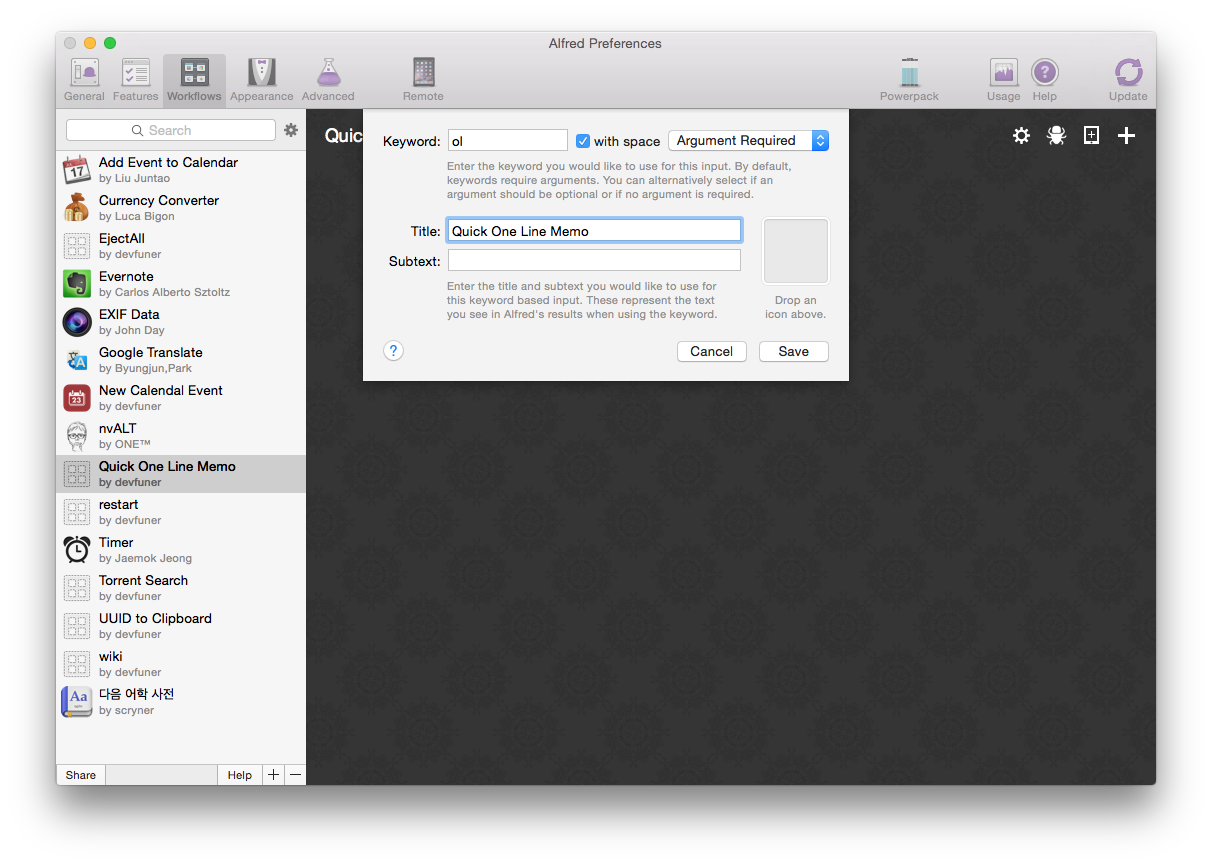 Alfred Preferences
General Features Workflows Appearance Advanced Remote Powerpack Usage Help Update
Search
Add Event to Calendar
by Liu Juntao
Currency Converter
by Luca Bigon
EjectAll
by devfuner
Evernote
by Carlos Alberto Sztoltz
EXIF Data
by John Day
Google Translate
by Byungjun,Park
New Calendal Event
by devfuner
nvALT
by ONE™
Quick One Line Memo
by devfuner
restart
by devfuner
Timer
by Jaemok Jeong
Torrent Search
by devfuner
UUID to Clipboard
by devfuner
wiki
by devfuner
다음 어학 사전
by scryner
Share Help
Quic
Keyword: ol with space Argument Required
Enter the keyword you would like to use for this input. By default,
keywords require arguments. You can alternatively select if an
argument should be optional or if no argument is required.
Title: Quick One Line Memo
Subtext:
Enter the title and subtext you would like to use for
this keyword based input. These represent the text
you see in Alfred's results when using the keyword.
Drop an
icon above.
? Cancel Save